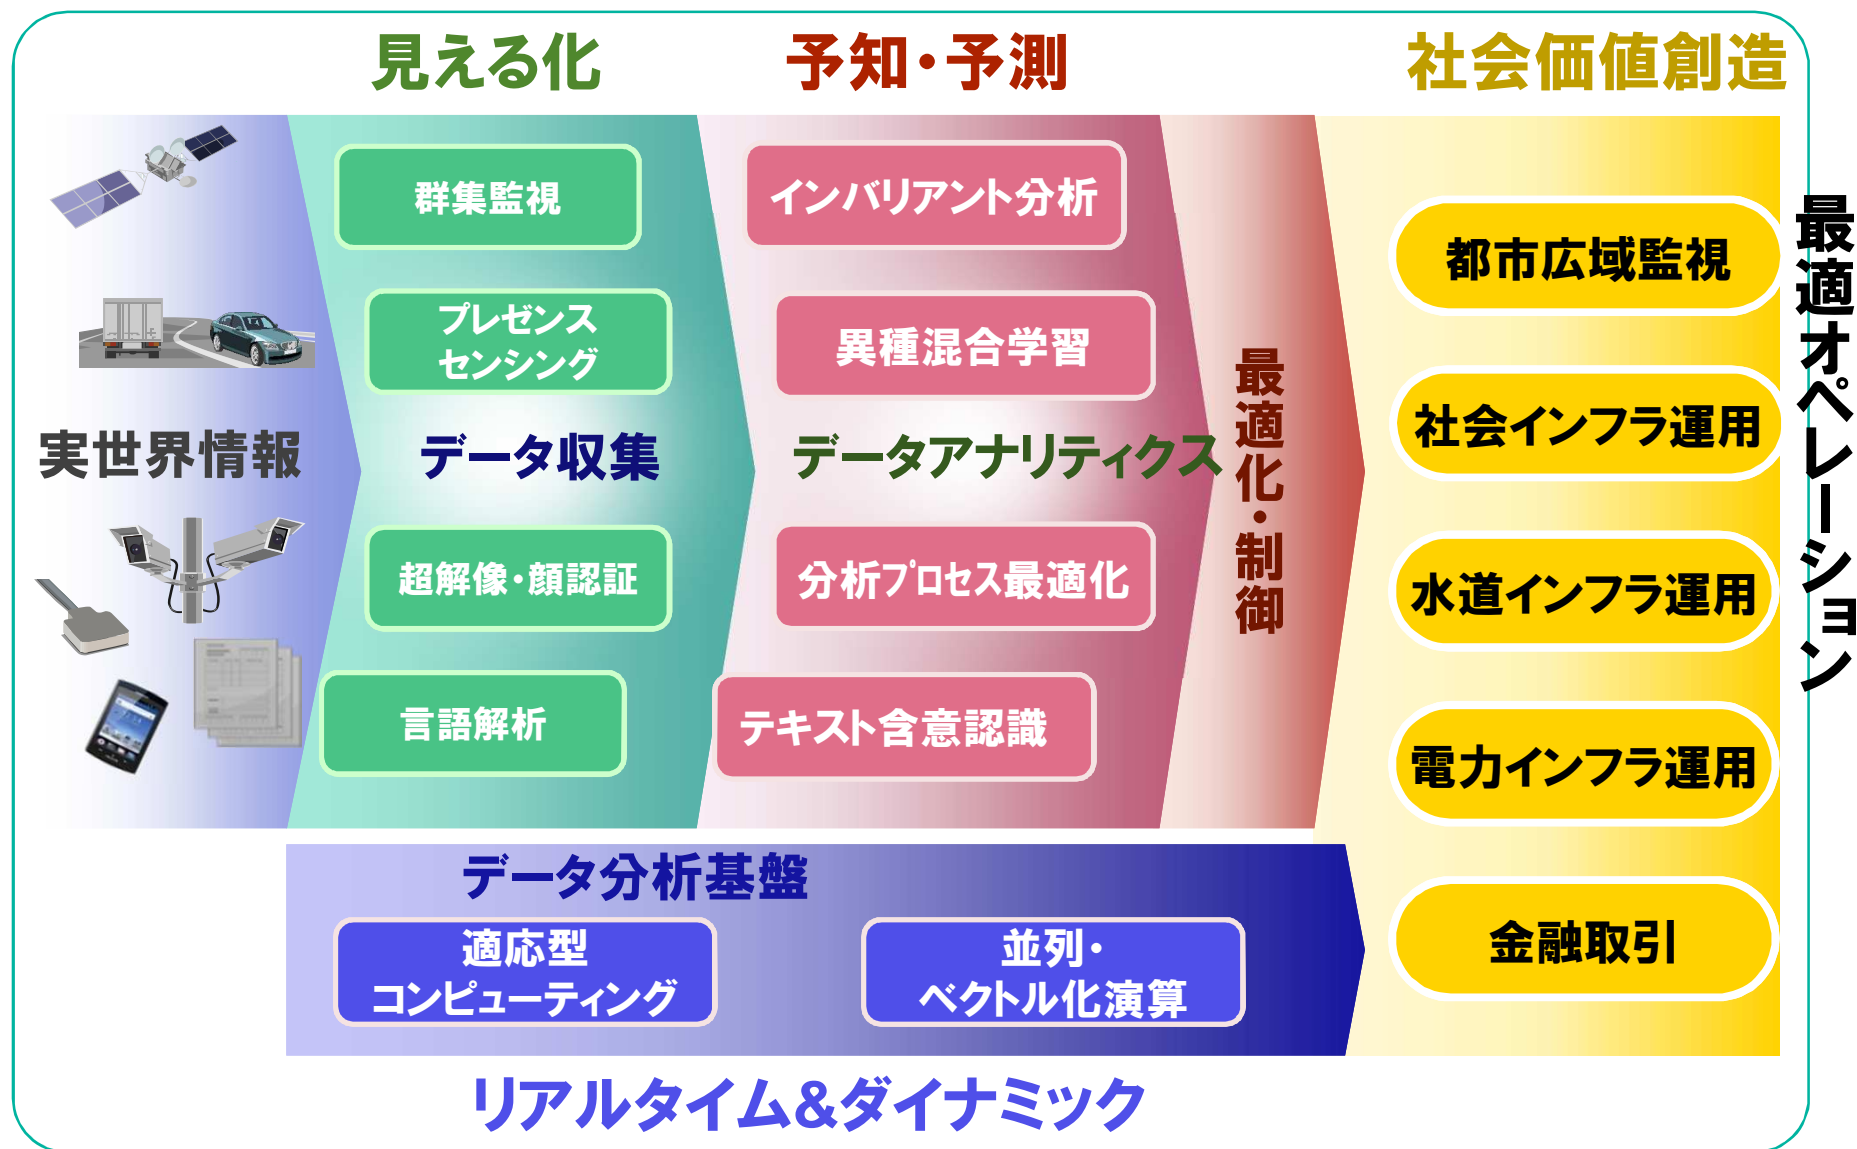 見える化
予知・予測
社会価値創造
実世界情報
群集監視
プレゼンス
センシング
データ収集
超解像・顔認証
言語解析
インバリアント分析
異種混合学習
データアナリティクス
分析プロセス最適化
テキスト含意認識
最適化・制御
都市広域監視
社会インフラ運用
水道インフラ運用
電力インフラ運用
金融取引
最適オペレーション
データ分析基盤
適応型
コンピューティング
並列・
ベクトル化演算
リアルタイム&ダイナミック